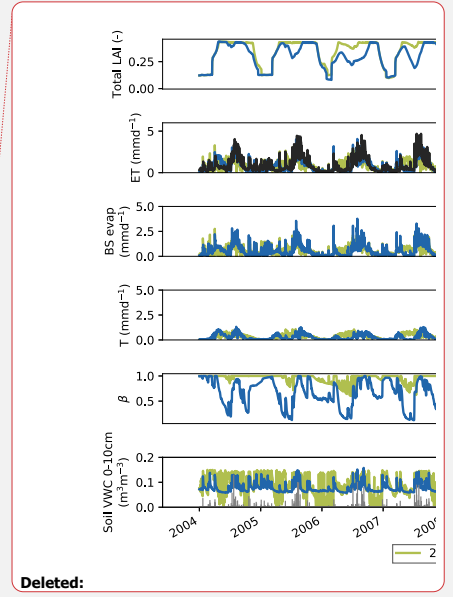 Total LAI (-)
0.25
0.00
ET (mmd⁻¹)
5
0
BS evap
(mmd⁻¹)
5.0
2.5
0.0
T (mmd⁻¹)
5.0
2.5
0.0
β
1.0
0.5
Soil VWC 0-10cm
(m³m⁻³)
0.2
0.1
0.0
2004
2005
2006
2007
2
Deleted: